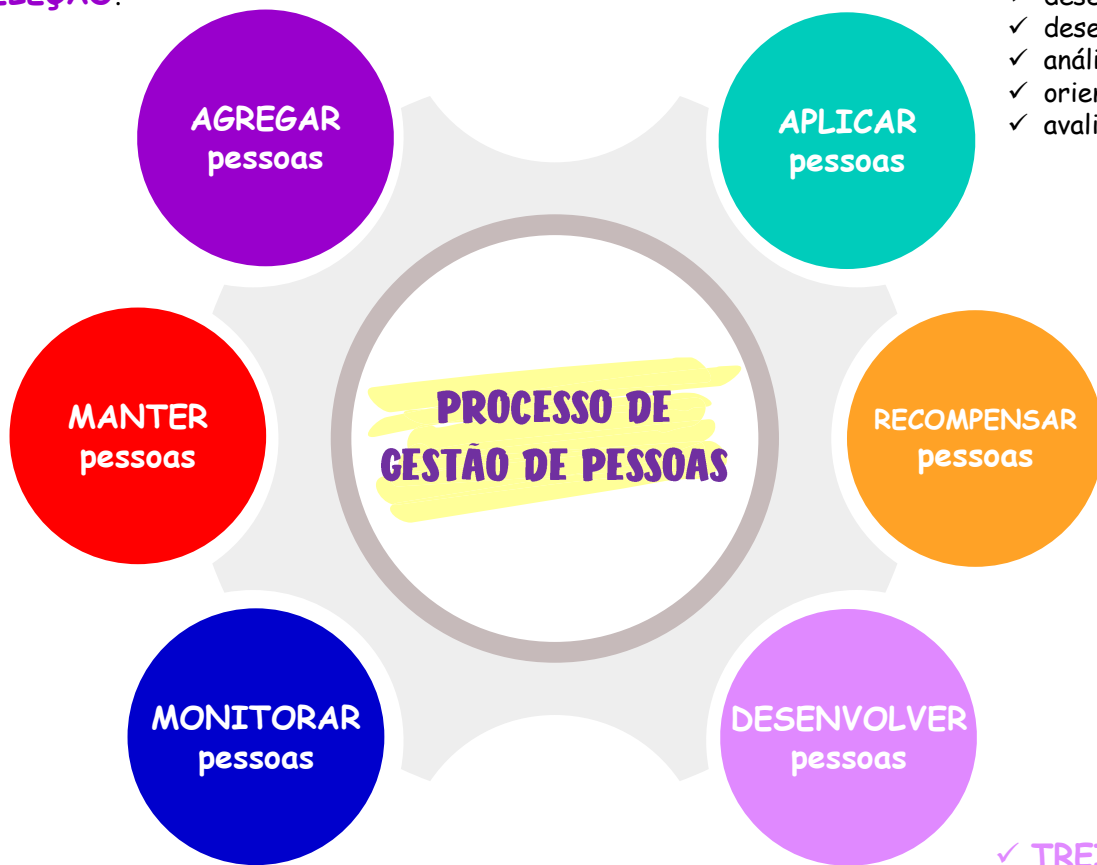 AGREGAR
pessoas
APLICAR
pessoas
MANTER
pessoas
PROCESSO DE
GESTÃO DE PESSOAS
RECOMPENSAR
pessoas
MONITORAR
pessoas
DESENVOLVER
pessoas